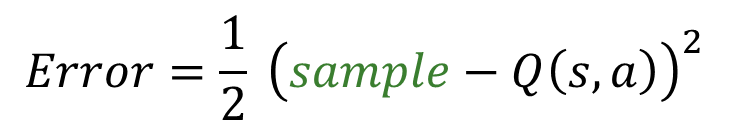 Error = 1/2 (sample − Q(s, a))²